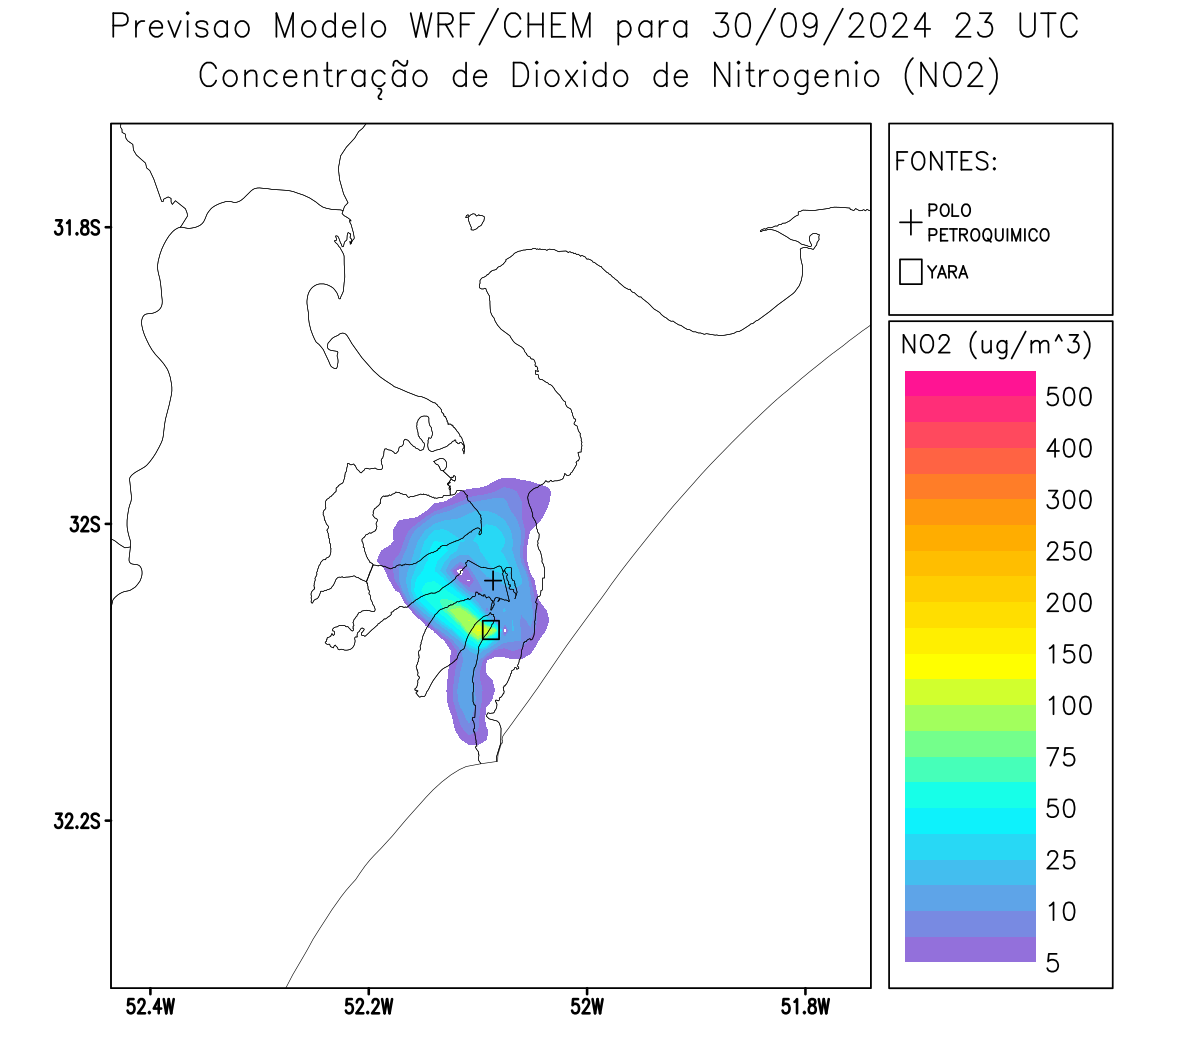 Previsao Modelo WRF/CHEM para 30/09/2024 23 UTC
Concentração de Dioxido de Nitrogenio (NO2)
FONTES:
POLO
PETROQUIMICO
YARA
NO2 (ug/m^3)
500
400
300
250
200
150
100
75
50
25
10
5
31.8S
32S
32.2S
52.4W
52.2W
52W
51.8W